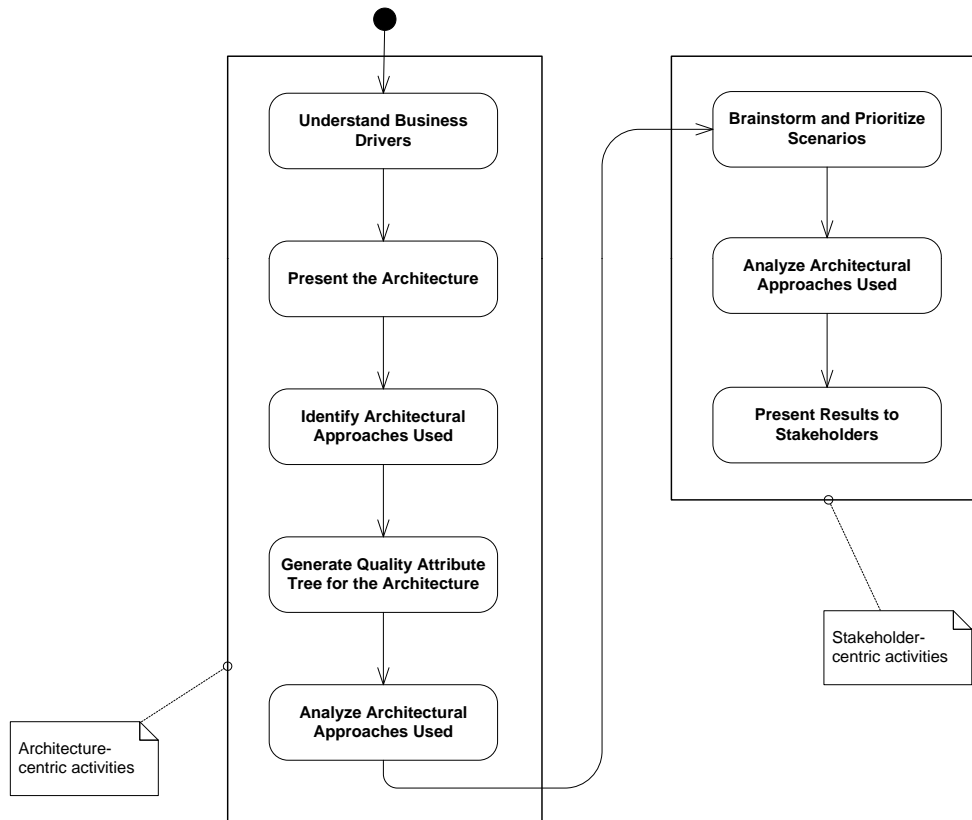 Understand Business
Drivers
Present the Architecture
Identify Architectural
Approaches Used
Generate Quality Attribute
Tree for the Architecture
Analyze Architectural
Approaches Used
Architecture-
centric activities
Brainstorm and Prioritize
Scenarios
Analyze Architectural
Approaches Used
Present Results to
Stakeholders
Stakeholder-
centric activities